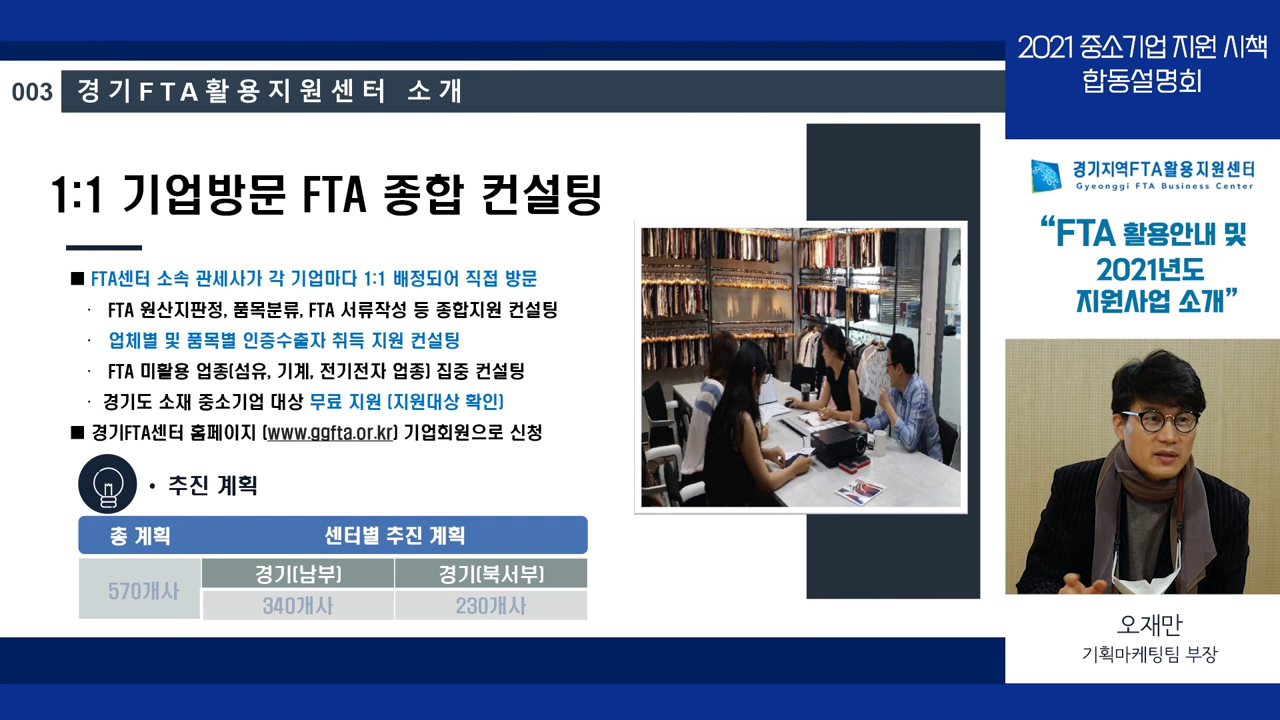 003 경기FTA활용지원센터 소개
1:1 기업방문 FTA 종합 컨설팅
■ FTA센터 소속 관세사가 각 기업마다 1:1 배정되어 직접 방문
· FTA 원산지판정, 품목분류, FTA 서류작성 등 종합지원 컨설팅
· 업체별 및 품목별 인증수출자 취득 지원 컨설팅
· FTA 미활용 업종(섬유, 기계, 전기전자 업종) 집중 컨설팅
· 경기도 소재 중소기업 대상 무료 지원 (지원대상 확인)
■ 경기FTA센터 홈페이지 (www.ggfta.or.kr) 기업회원으로 신청
• 추진 계획
총 계획 센터별 추진 계획
경기(남부) 경기(북서부)
570개사
340개사 230개사
2021 중소기업 지원 시책
합동설명회
경기지역FTA활용지원센터
Gyeonggi FTA Business Center
“FTA 활용안내 및
2021년도
지원사업 소개”
오재만
기획마케팅팀 부장